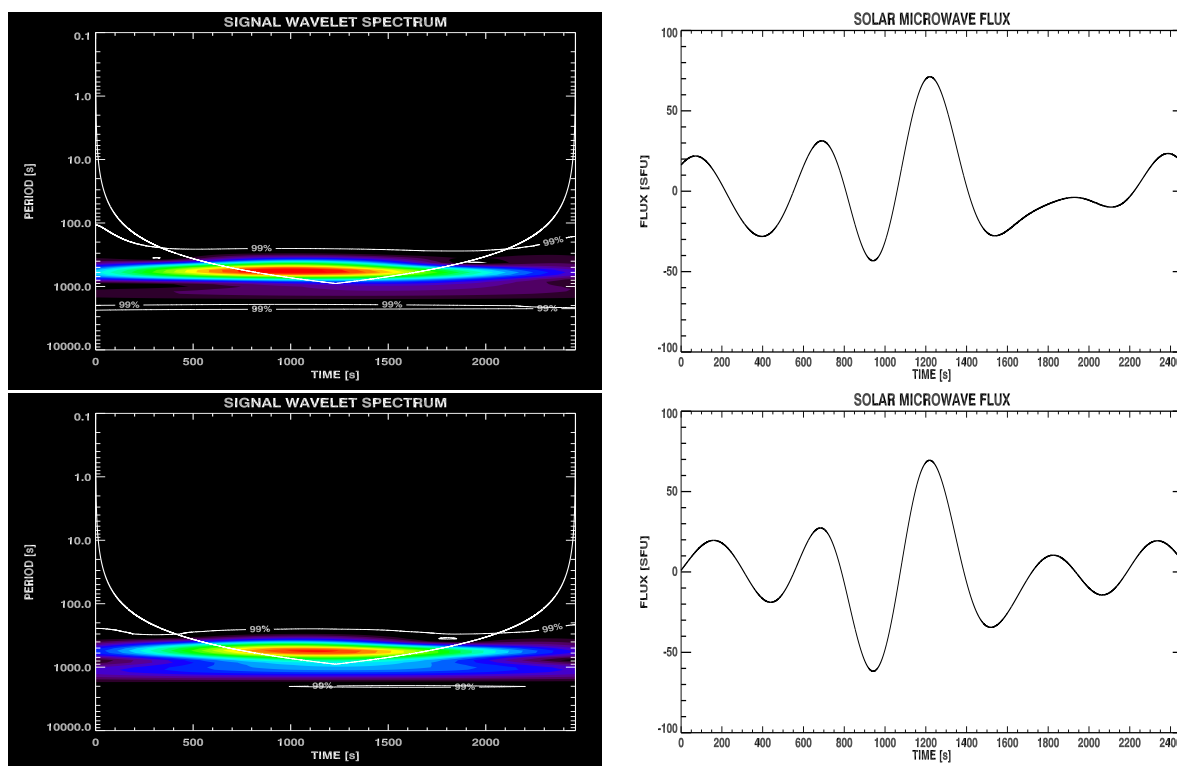 SIGNAL WAVELET SPECTRUM
0.1
1.0
10.0
100.0
1000.0
10000.0
PERIOD [s]
99%
99%
99%
99%
99%
99%
0 500 1000 1500 2000
TIME [s]
SOLAR MICROWAVE FLUX
100
50
0
-50
-100
FLUX [SFU]
0 200 400 600 800 1000 1200 1400 1600 1800 2000 2200 240
TIME [s]
SIGNAL WAVELET SPECTRUM
0.1
1.0
10.0
100.0
1000.0
10000.0
PERIOD [s]
99%
99%
99%
99%
0 500 1000 1500 2000
TIME [s]
SOLAR MICROWAVE FLUX
100
50
0
-50
-100
FLUX [SFU]
0 200 400 600 800 1000 1200 1400 1600 1800 2000 2200 240
TIME [s]